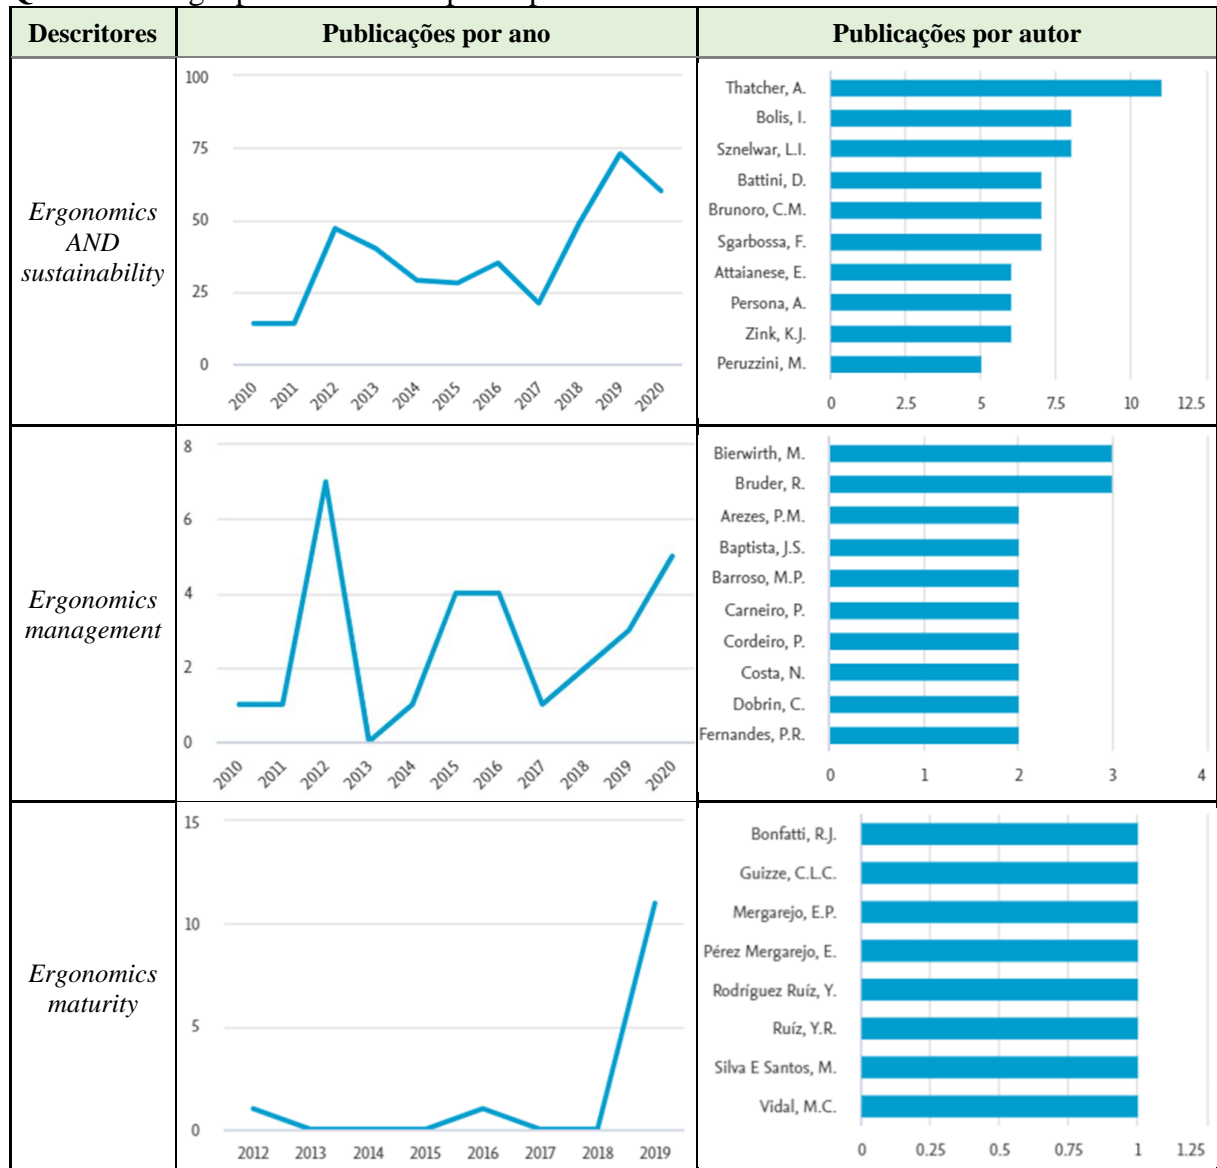 Descritores
Publicações por ano
Publicações por autor
Ergonomics
AND
sustainability
100
75
50
25
0
2010
2011
2012
2013
2014
2015
2016
2017
2018
2019
2020
Thatcher, A.
Bolis, I.
Sznelwar, L.I.
Battini, D.
Brunoro, C.M.
Sgarbossa, F.
Attaianese, E.
Persona, A.
Zink, K.J.
Peruzzini, M.
0 2.5 5 7.5 10 12.5
Ergonomics
management
8
6
4
2
0
2010
2011
2012
2013
2014
2015
2016
2017
2018
2019
2020
Bierwirth, M.
Bruder, R.
Arezes, P.M.
Baptista, J.S.
Barroso, M.P.
Carneiro, P.
Cordeiro, P.
Costa, N.
Dobrin, C.
Fernandes, P.R.
0 1 2 3 4
Ergonomics
maturity
15
10
5
0
2012 2013 2014 2015 2016 2017 2018 2019
Bonfatti, R.J.
Guizze, C.L.C.
Mergarejo, E.P.
Pérez Mergarejo, E.
Rodríguez Ruíz, Y.
Ruíz, Y.R.
Silva E Santos, M.
Vidal, M.C.
0 0.25 0.5 0.75 1 1.25